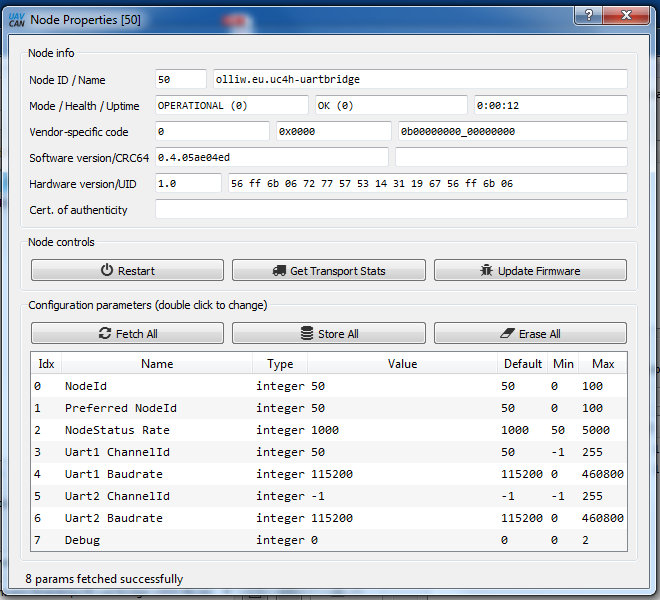 UAV CAN Node Properties [50]
Node info
Node ID / Name 50 olliw.eu.uc4h-uartbridge
Mode / Health / Uptime OPERATIONAL (0) OK (0) 0:00:12
Vendor-specific code 0 0x0000 0b00000000_00000000
Software version/CRC64 0.4.05ae04ed
Hardware version/UID 1.0 56 ff 6b 06 72 77 57 53 14 31 19 67 56 ff 6b 06
Cert. of authenticity
Node controls
Restart Get Transport Stats Update Firmware
Configuration parameters (double click to change)
Fetch All Store All Erase All
Idx Name Type Value Default Min Max
0 NodeId integer 50 50 0 100
1 Preferred NodeId integer 50 50 0 100
2 NodeStatus Rate integer 1000 1000 50 5000
3 Uart1 ChannelId integer 50 50 -1 255
4 Uart1 Baudrate integer 115200 115200 0 460800
5 Uart2 ChannelId integer -1 -1 -1 255
6 Uart2 Baudrate integer 115200 115200 0 460800
7 Debug integer 0 0 0 2
8 params fetched successfully